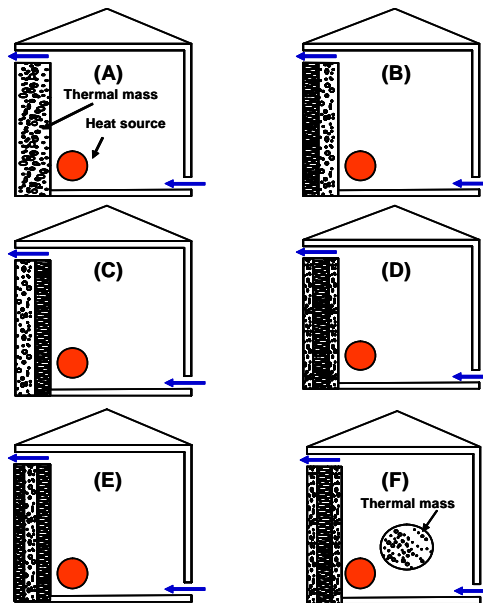 (A)
Thermal mass
Heat source
(B)
(C)
(D)
(E)
(F)
Thermal mass